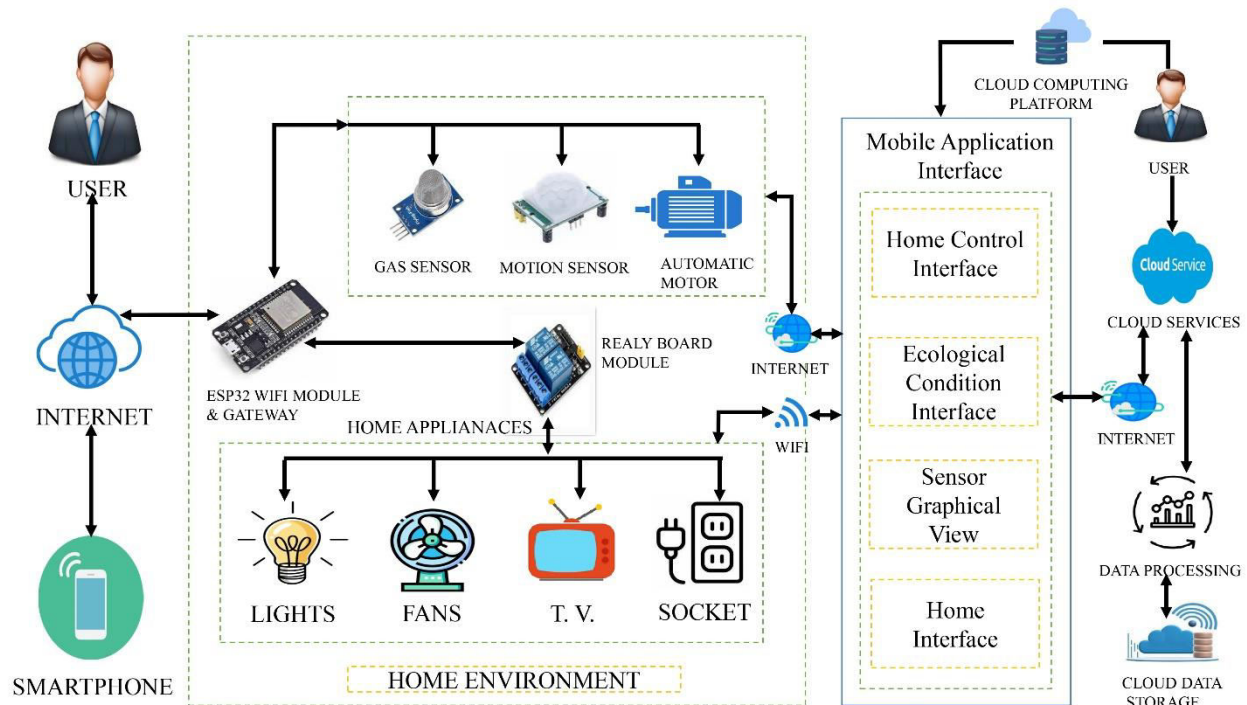 USER
INTERNET
SMARTPHONE
GAS SENSOR
MOTION SENSOR
AUTOMATIC
MOTOR
ESP32 WIFI MODULE
& GATEWAY
REALY BOARD
MODULE
HOME APPLIANACES
LIGHTS
FANS
T. V.
SOCKET
HOME ENVIRONMENT
INTERNET
WIFI
CLOUD COMPUTING
PLATFORM
Mobile Application
Interface
Home Control
Interface
Ecological
Condition
Interface
Sensor
Graphical
View
Home
Interface
USER
Cloud Service
CLOUD SERVICES
INTERNET
DATA PROCESSING
CLOUD DATA
STORAGE